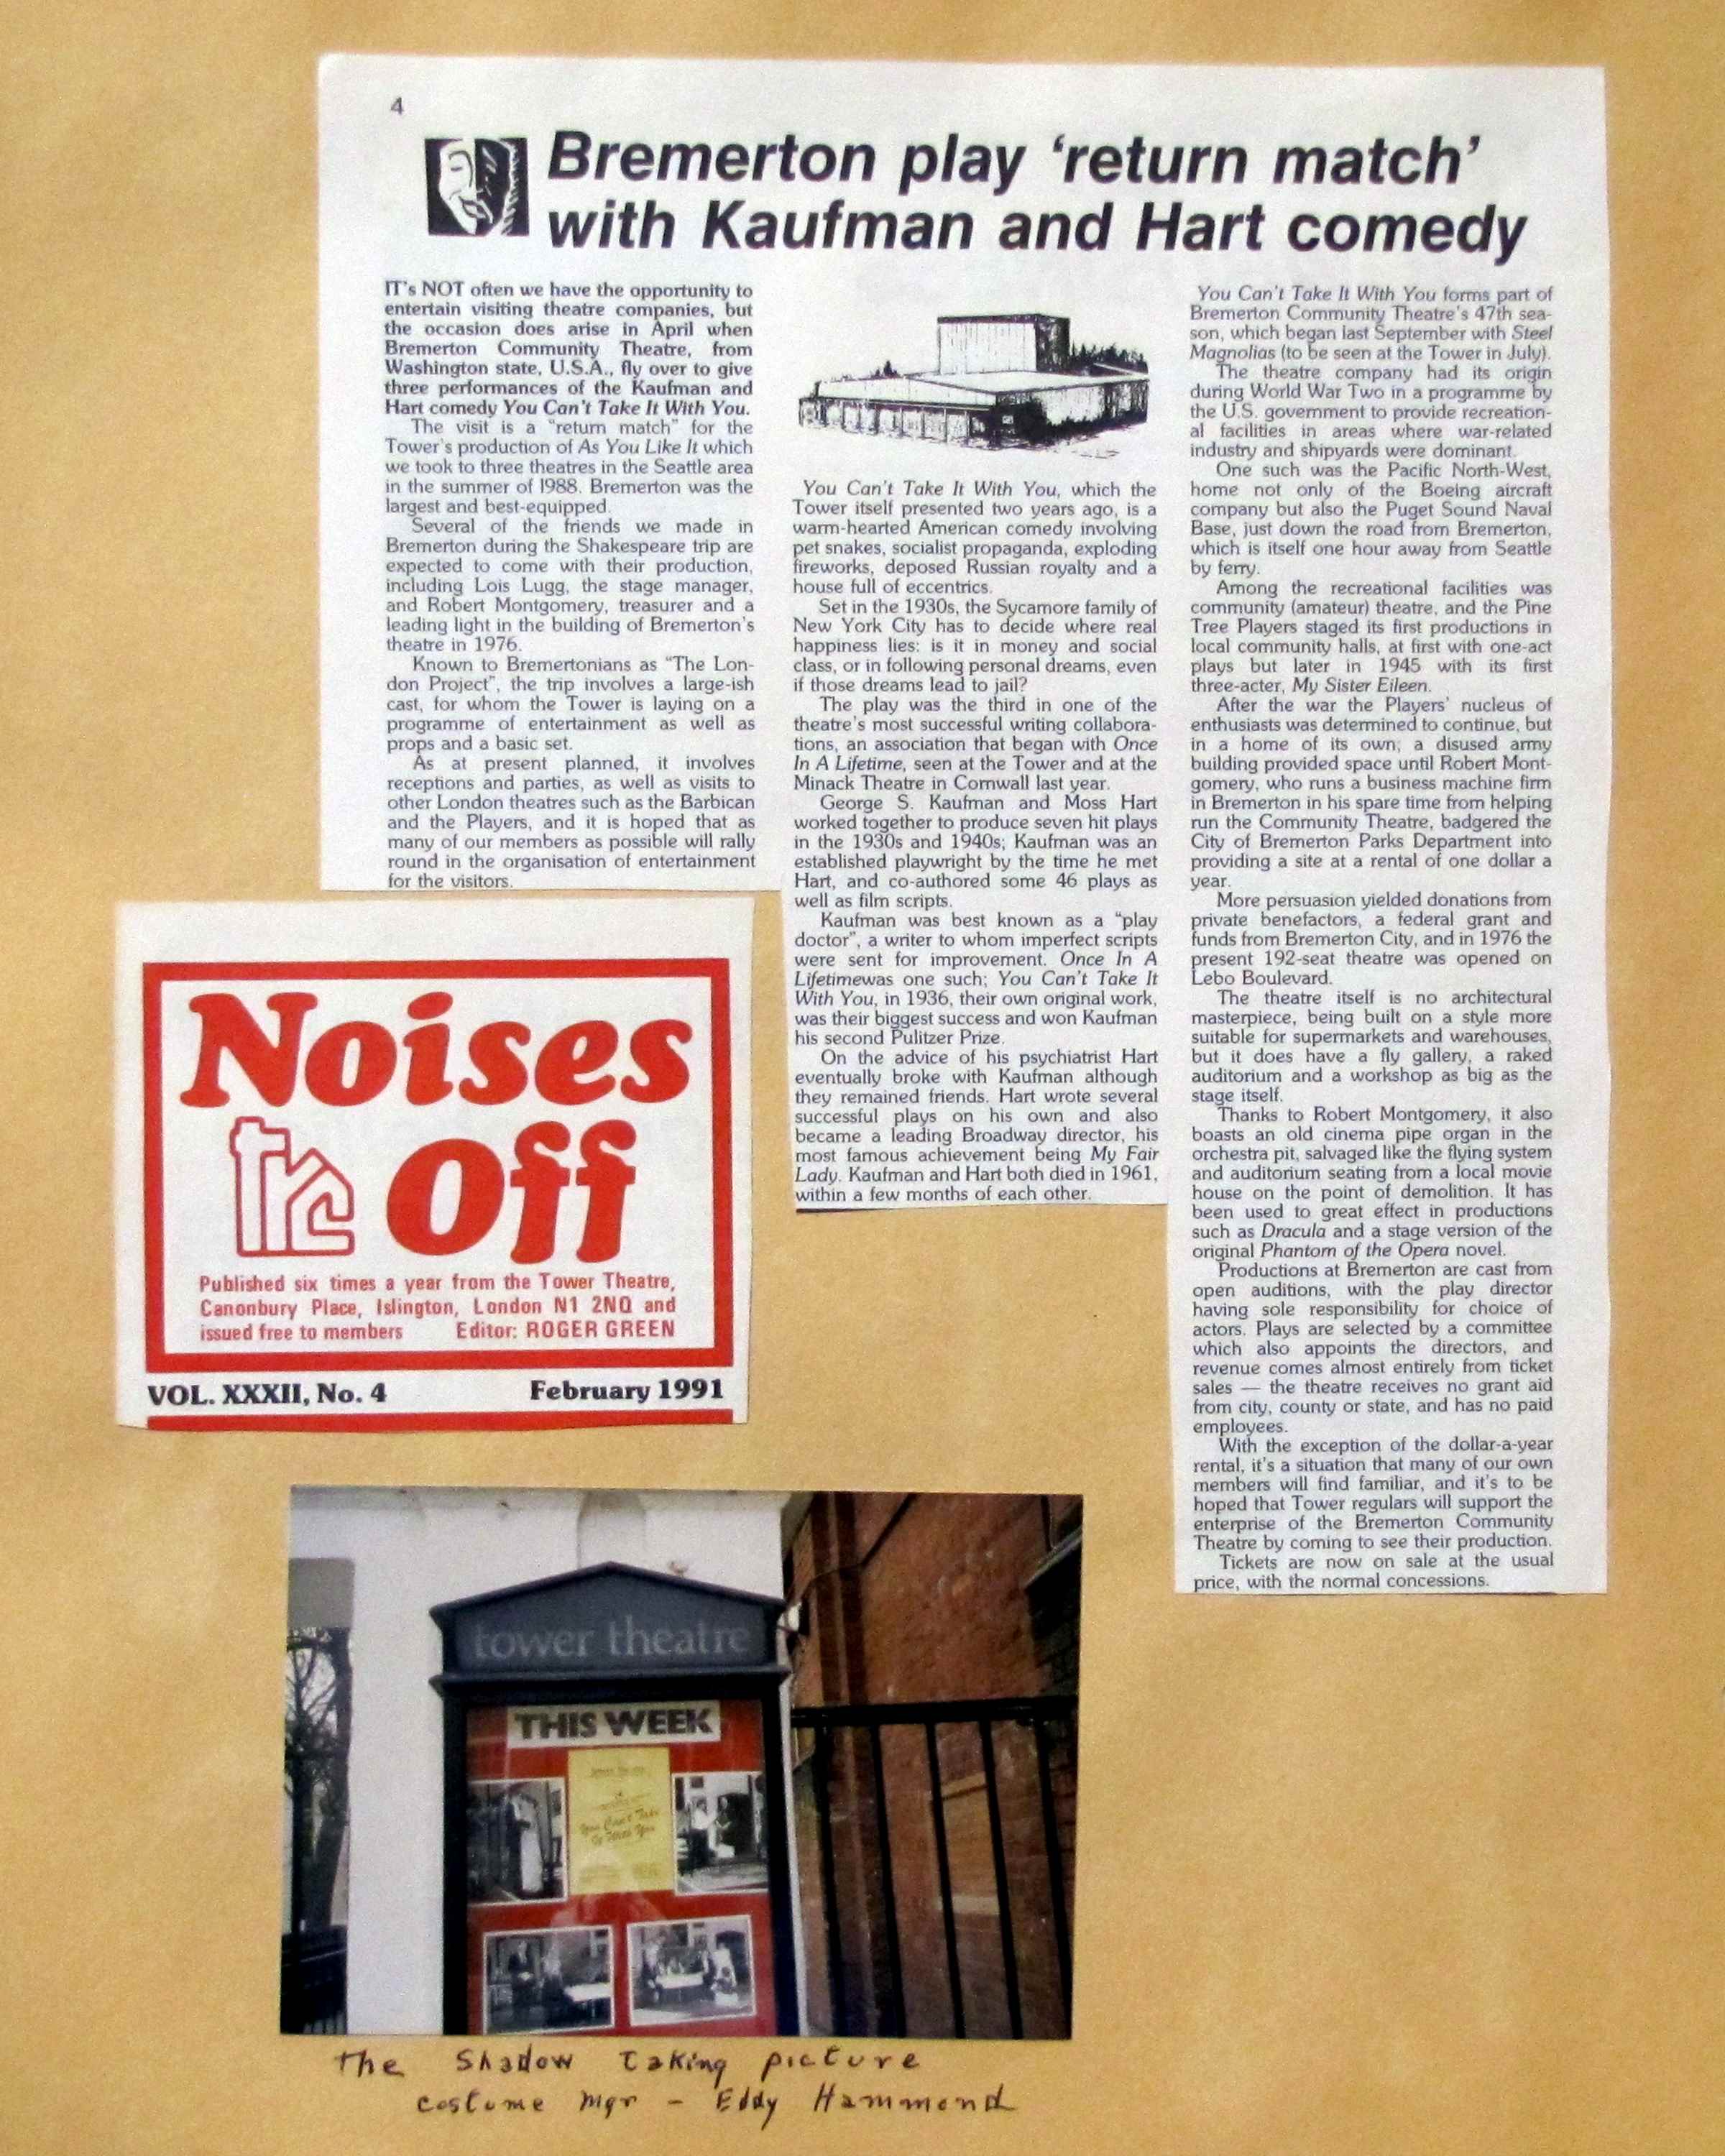 4
Bremerton play ‘return match’
with Kaufman and Hart comedy
IT's NOT often we have the opportunity to
entertain visiting theatre companies, but
the occasion does arise in April when
Bremerton Community Theatre, from
Washington state, U.S.A., fly over to give
three performances of the Kaufman and
Hart comedy You Can't Take It With You.
The visit is a “return match” for the
Tower's production of As You Like It which
we took to three theatres in the Seattle area
in the summer of 1988. Bremerton was the
largest and best-equipped.
Several of the friends we made in
Bremerton during the Shakespeare trip are
expected to come with their production,
including Lois Lugg, the stage manager,
and Robert Montgomery, treasurer and a
leading light in the building of Bremerton's
theatre in 1976.
Known to Bremertonians as “The Lon-
don Project”, the trip involves a large-ish
cast, for whom the Tower is laying on a
programme of entertainment as well as
props and a basic set.
As at present planned, it involves
receptions and parties, as well as visits to
other London theatres such as the Barbican
and the Players, and it is hoped that as
many of our members as possible will rally
round in the organisation of entertainment
for the visitors.
You Can't Take It With You, which the
Tower itself presented two years ago, is a
warm-hearted American comedy involving
pet snakes, socialist propaganda, exploding
fireworks, deposed Russian royalty and a
house full of eccentrics.
Set in the 1930s, the Sycamore family of
New York City has to decide where real
happiness lies: is it in money and social
class, or in following personal dreams, even
if those dreams lead to jail?
The play was the third in one of the
theatre's most successful writing collabora-
tions, an association that began with Once
In A Lifetime, seen at the Tower and at the
Minack Theatre in Cornwall last year.
George S. Kaufman and Moss Hart
worked together to produce seven hit plays
in the 1930s and 1940s; Kaufman was an
established playwright by the time he met
Hart, and co-authored some 46 plays as
well as film scripts.
Kaufman was best known as a “play
doctor”, a writer to whom imperfect scripts
were sent for improvement. Once In A
Lifetimewas one such; You Can't Take It
With You, in 1936, their own original work,
was their biggest success and won Kaufman
his second Pulitzer Prize.
On the advice of his psychiatrist Hart
eventually broke with Kaufman although
they remained friends. Hart wrote several
successful plays on his own and also
became a leading Broadway director, his
most famous achievement being My Fair
Lady. Kaufman and Hart both died in 1961,
within a few months of each other.
You Can't Take It With You forms part of
Bremerton Community Theatre's 47th sea-
son, which began last September with Steel
Magnolias (to be seen at the Tower in July).
The theatre company had its origin
during World War Two in a programme by
the U.S. government to provide recreation-
al facilities in areas where war-related
industry and shipyards were dominant.
One such was the Pacific North-West,
home not only of the Boeing aircraft
company but also the Puget Sound Naval
Base, just down the road from Bremerton,
which is itself one hour away from Seattle
by ferry.
Among the recreational facilities was
community (amateur) theatre, and the Pine
Tree Players staged its first productions in
local community halls, at first with one-act
plays but later in 1945 with its first
three-acter, My Sister Eileen.
After the war the Players' nucleus of
enthusiasts was determined to continue, but
in a home of its own; a disused army
building provided space until Robert Mont-
gomery, who runs a business machine firm
in Bremerton in his spare time from helping
run the Community Theatre, badgered the
City of Bremerton Parks Department into
providing a site at a rental of one dollar a
year.
More persuasion yielded donations from
private benefactors, a federal grant and
funds from Bremerton City, and in 1976 the
present 192-seat theatre was opened on
Lebo Boulevard.
The theatre itself is no architectural
masterpiece, being built on a style more
suitable for supermarkets and warehouses,
but it does have a fly gallery, a raked
auditorium and a workshop as big as the
stage itself.
Thanks to Robert Montgomery, it also
boasts an old cinema pipe organ in the
orchestra pit, salvaged like the flying system
and auditorium seating from a local movie
house on the point of demolition. It has
been used to great effect in productions
such as Dracula and a stage version of the
original Phantom of the Opera novel.
Productions at Bremerton are cast from
open auditions, with the play director
having sole responsibility for choice of
actors. Plays are selected by a committee
which also appoints the directors, and
revenue comes almost entirely from ticket
sales — the theatre receives no grant aid
from city, county or state, and has no paid
employees.
With the exception of the dollar-a-year
rental, it's a situation that many of our own
members will find familiar, and it's to be
hoped that Tower regulars will support the
enterprise of the Bremerton Community
Theatre by coming to see their production.
Tickets are now on sale at the usual
price, with the normal concessions.
Noises
Off
Published six times a year from the Tower Theatre,
Canonbury Place, Islington, London N1 2NQ and
issued free to members Editor: ROGER GREEN
VOL. XXXII, No. 4 February 1991
tower theatre
THIS WEEK
You Can't Take
It With You
The Shadow Taking picture
costume mgr - Eddy Hammond